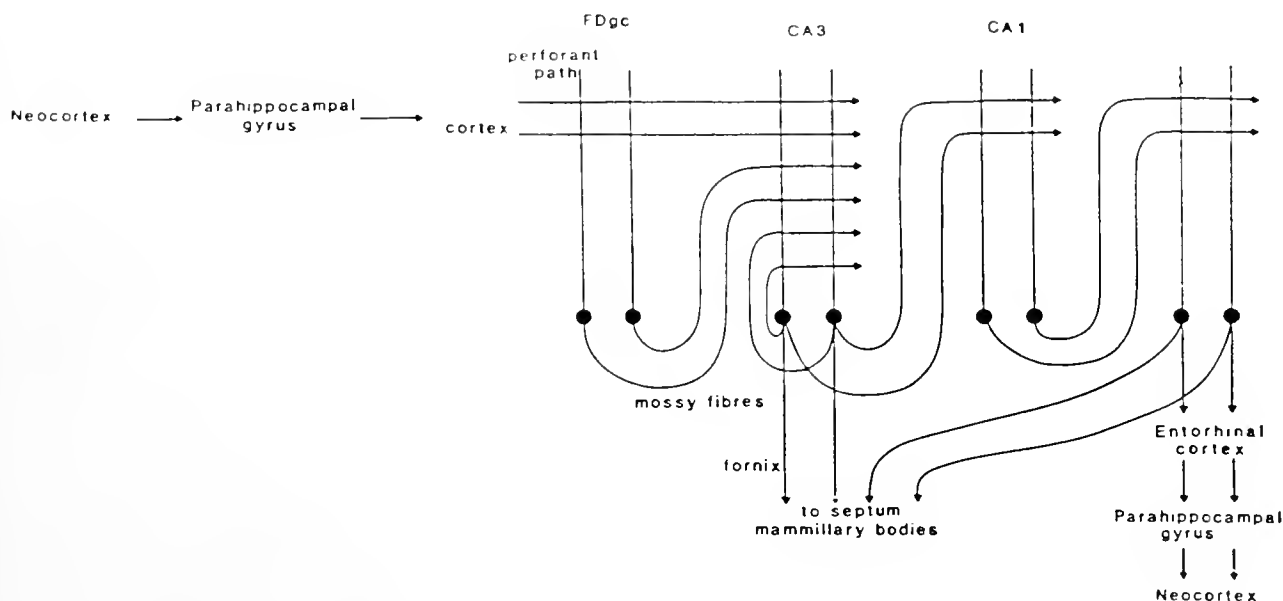 FDgc
CA3
CA1
perforant
path
Neocortex
Parahippocampal
gyrus
cortex
mossy fibres
fornix
to septum
mammillary bodies
Entorhinal
cortex
Parahippocampal
gyrus
Neocortex